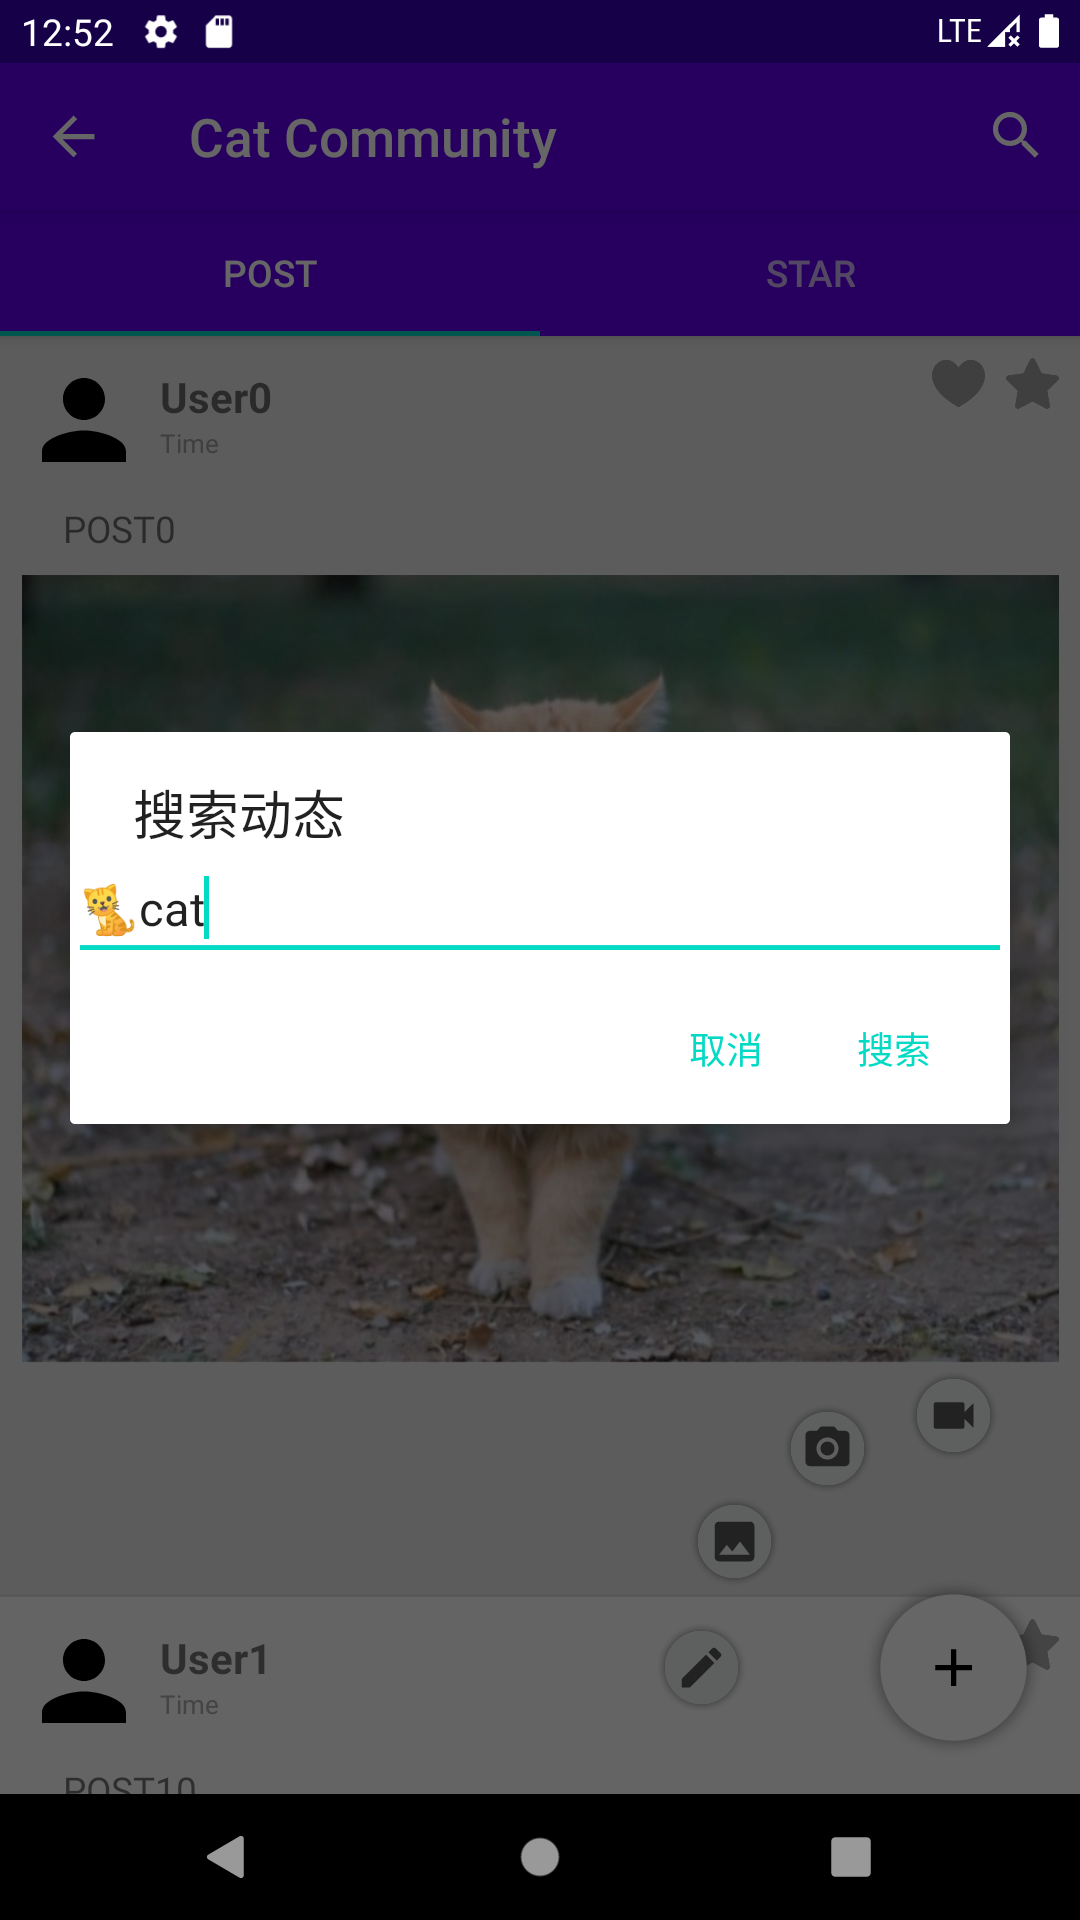 12:52 LTE
Cat Community
POST STAR
User0
Time
POST0
搜索动态
🐈cat
取消 搜索
User1
Time
POST10